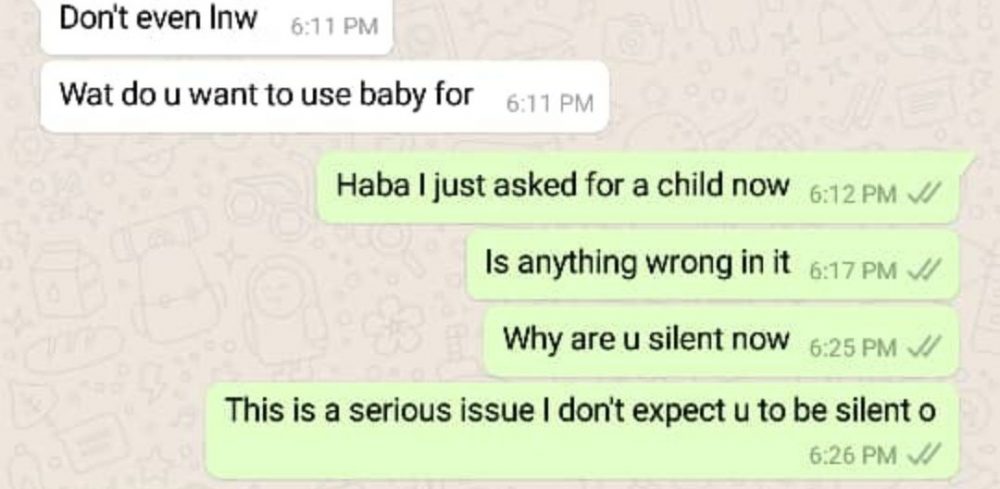 Don't even lnw 6:11 PM
Wat do u want to use baby for 6:11 PM
Haba I just asked for a child now 6:12 PM
Is anything wrong in it 6:17 PM
Why are u silent now 6:25 PM
This is a serious issue I don't expect u to be silent o
6:26 PM